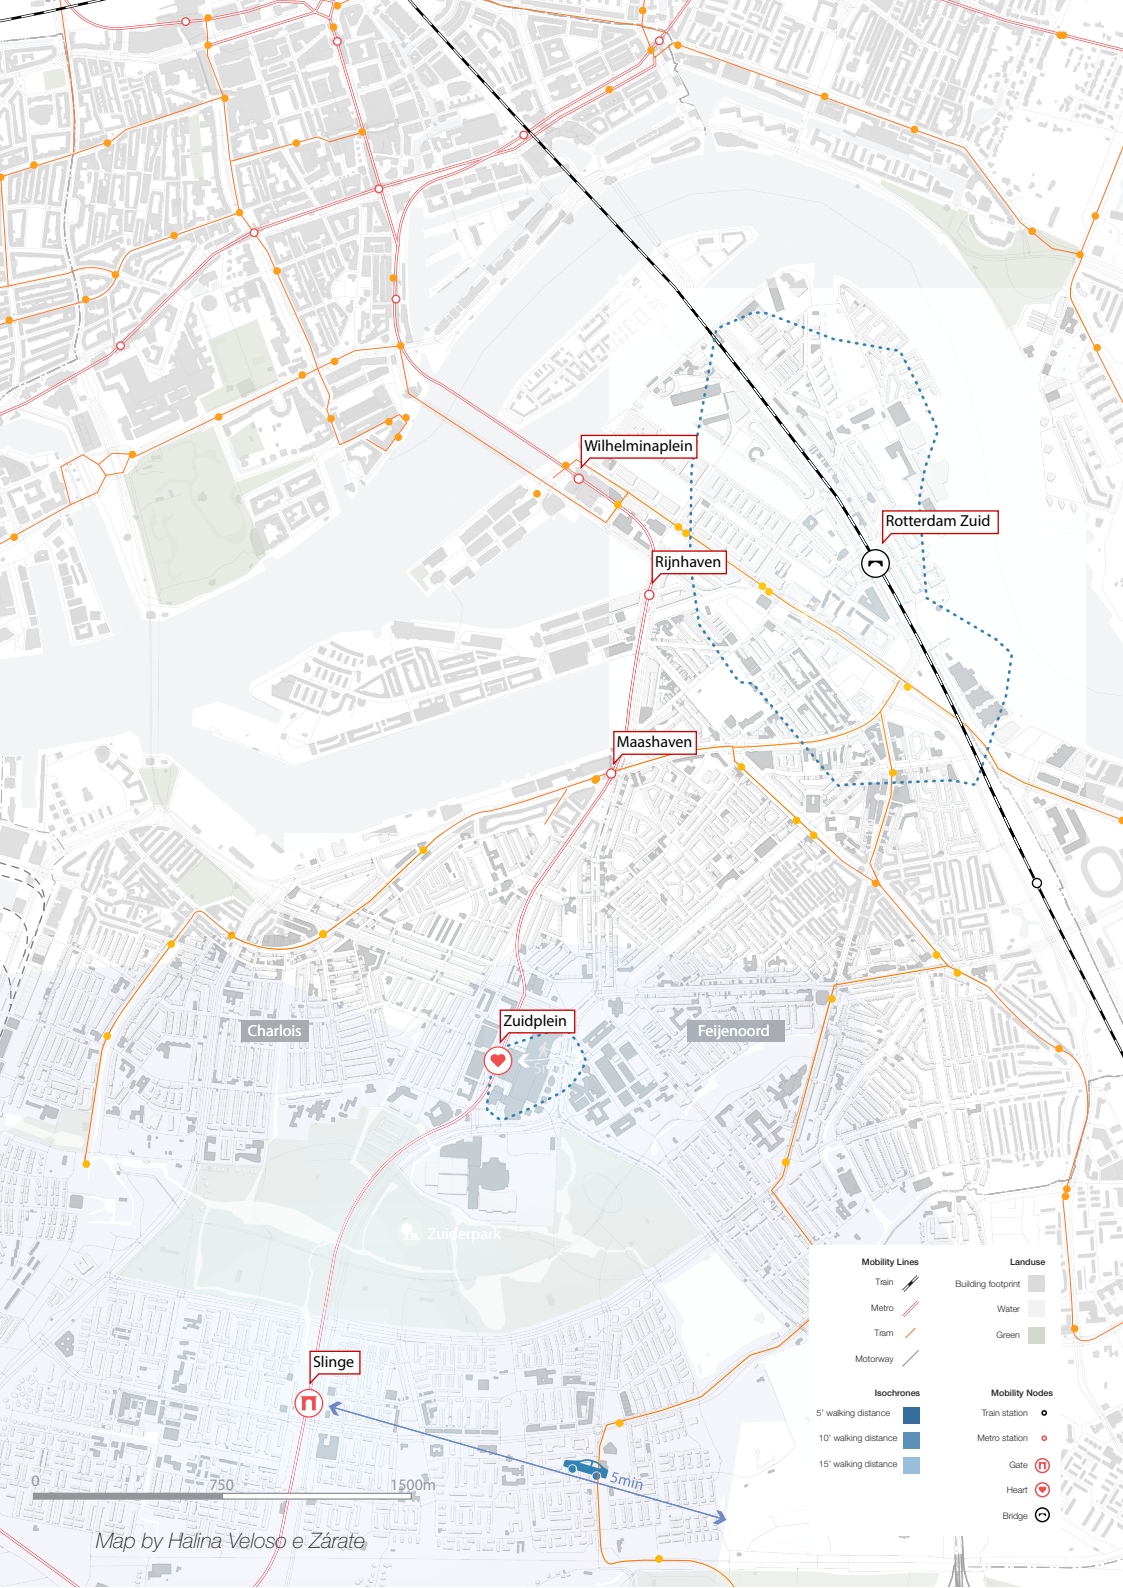 Wilhelminaplein
Rotterdam Zuid
Rijnhaven
Maashaven
Zuidplein
Charlois
Feijenoord
5min
Zuiderpark
Slinge
5min
0
750
1500m
Map by Halina Veloso e Zárate
Mobility Lines
Train
Metro
Tram
Motorway
Landuse
Building footprint
Water
Green
Isochrones
5' walking distance
10' walking distance
15' walking distance
Mobility Nodes
Train station
Metro station
Gate
Heart
Bridge